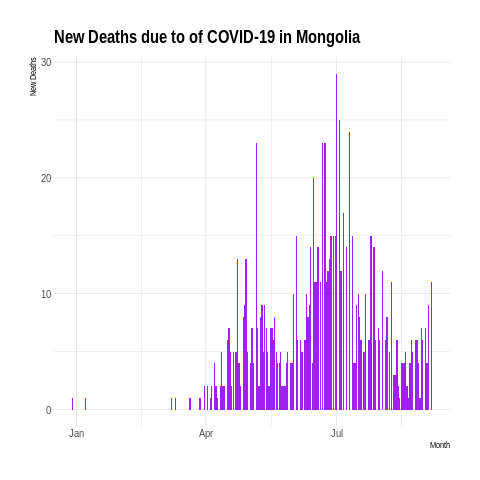 New Deaths due to of COVID-19 in Mongolia
New Deaths
30
20
10
0
Jan Apr Jul
Month